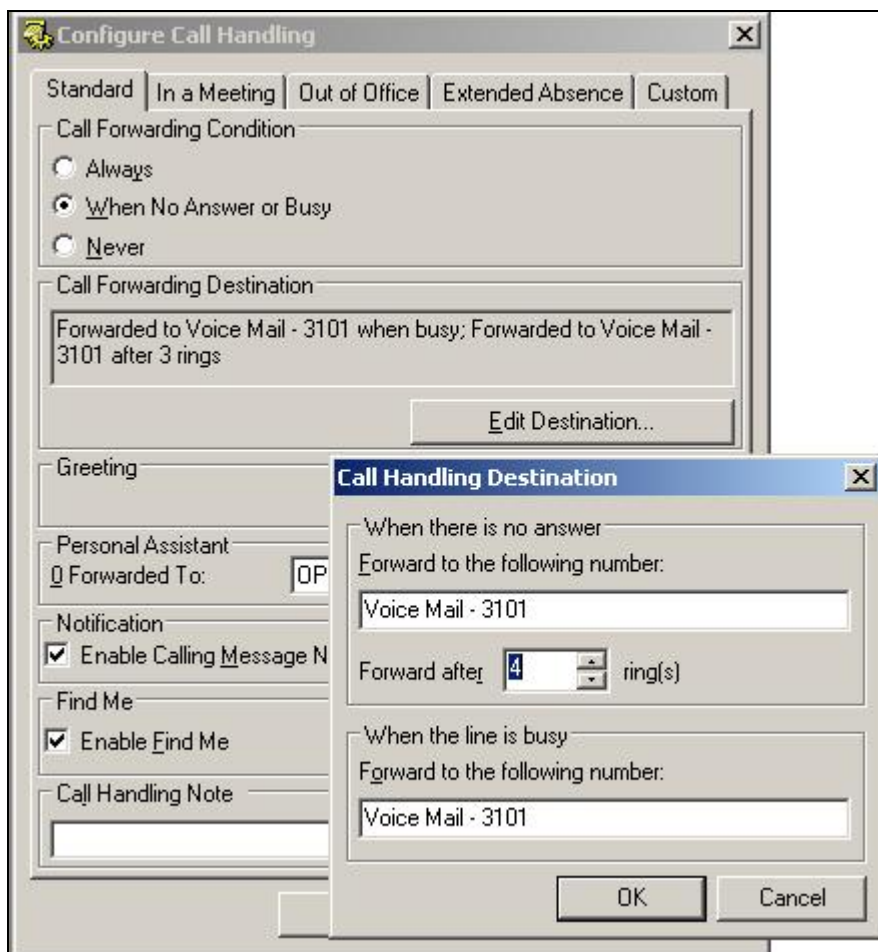 Configure Call Handling
Standard In a Meeting Out of Office Extended Absence Custom
Call Forwarding Condition
Always
When No Answer or Busy
Never
Call Forwarding Destination
Forwarded to Voice Mail - 3101 when busy; Forwarded to Voice Mail -
3101 after 3 rings
Edit Destination...
Greeting
Personal Assistant
0 Forwarded To: OP
Notification
Enable Calling Message N
Find Me
Enable Find Me
Call Handling Note
Call Handling Destination
When there is no answer
Forward to the following number:
Voice Mail - 3101
Forward after 4 ring(s)
When the line is busy
Forward to the following number:
Voice Mail - 3101
OK Cancel